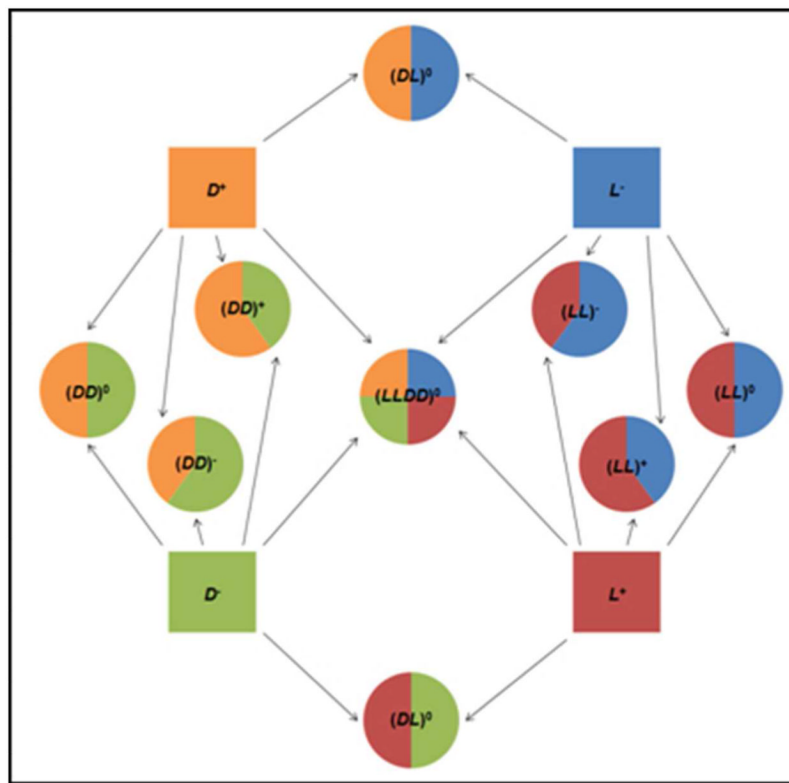 (DL)⁰
D⁺
L⁻
(DD)⁺
(LL)⁻
(DD)⁰
(LLDD)⁰
(LL)⁰
(DD)⁻
(LL)⁺
D⁻
L⁺
(DL)⁰